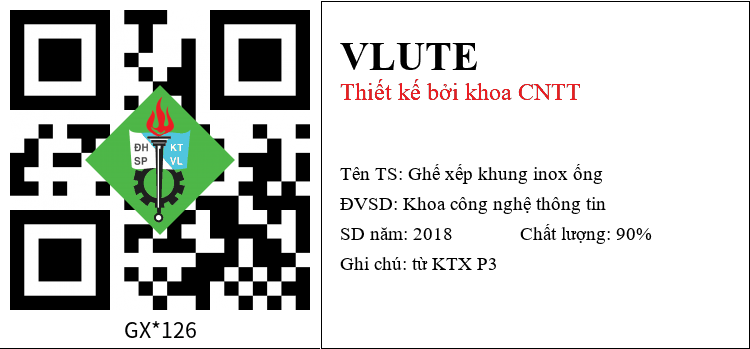 ĐH KT
SP VL
GX*126
VLUTE
Thiết kế bởi khoa CNTT
Tên TS: Ghế xếp khung inox ống
ĐVSD: Khoa công nghệ thông tin
SD năm: 2018 Chất lượng: 90%
Ghi chú: từ KTX P3